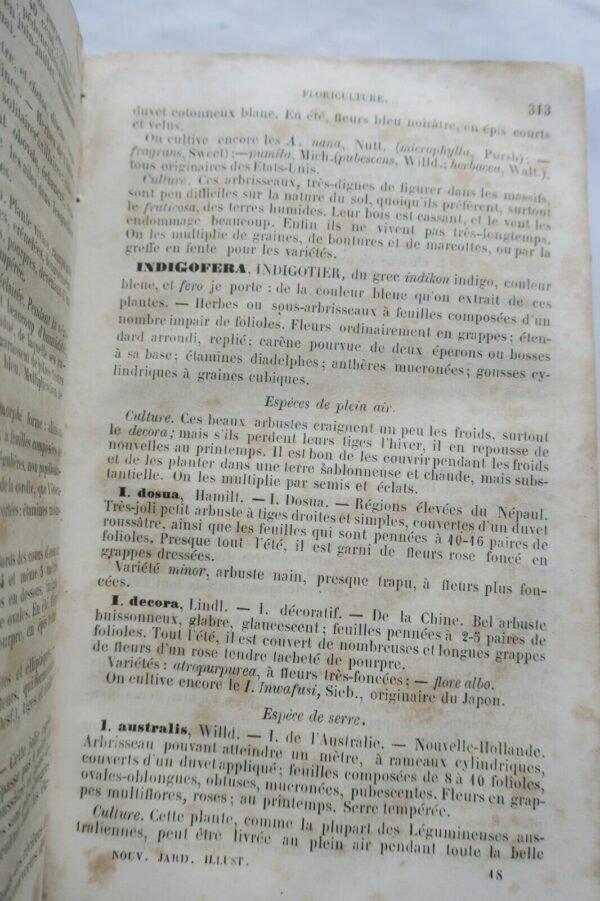 FLORICULTURE.
313
duvet cotonneux blanc. En été, fleurs bleu noirâtre, en épis courts
et velus.
On cultive encore les A. nana, Nutt. (microphylla, Pursh); —
fragrans, Sweet); — pumila, Mich. (pubescens, Willd.; herbacea, Walt.),
tous originaires des Etats-Unis.
Culture. Ces arbrisseaux, très-dignes de figurer dans les massifs,
sont peu difficiles sur la nature du sol, quoiqu'ils préfèrent, surtout
le fruticosa, des terres humides. Leur bois est cassant, et le vent les
endommage beaucoup. Enfin ils ne vivent pas très-longtemps.
On les multiplie de graines, de boutures et de marcottes, ou par la
greffe en fente pour les variétés.
INDIGOFERA, INDIGOTIER, du grec indikon indigo, couleur
bleue, et fero je porte : de la couleur bleue qu'on extrait de ces
plantes. — Herbes ou sous-arbrisseaux à feuilles composées d'un
nombre impair de folioles. Fleurs ordinairement en grappes; éten-
dard arrondi, replié; carène pourvue de deux éperons ou bosses
à sa base; étamines diadelphes; anthères mucronées; gousses cy-
lindriques à graines cubiques.
Espèces de plein air.
Culture. Ces beaux arbustes craignent un peu les froids, surtout
le decora; mais s'ils perdent leurs tiges l'hiver, il en repousse de
nouvelles au printemps. Il est bon de les couvrir pendant les froids
et de les planter dans une terre sablonneuse et chaude, mais subs-
tantielle. On les multiplie par semis et éclats.
I. dosua, Hamilt. — I. Dosua. — Régions élevées du Népaul.
Très-joli petit arbuste à tiges droites et simples, couvertes d'un duvet
roussâtre, ainsi que les feuilles qui sont pennées à 10-16 paires de
folioles. Presque tout l'été, il est garni de fleurs rose foncé en
grappes dressées.
Variété minor, arbuste nain, presque trapu, à fleurs plus fon-
cées.
I. decora, Lindl. — I. décoratif. — De la Chine. Bel arbuste
buissonneux, glabre, glaucescent; feuilles pennées à 2-5 paires de
folioles. Tout l'été, il est couvert de nombreuses et longues grappes
de fleurs d'un rose tendre tacheté de pourpre.
Variétés : atropurpurea, à fleurs très-foncées; — flore albo.
On cultive encore le I. Inwafusi, Sieb., originaire du Japon.
Espèce de serre.
I. australis, Willd. — I. de l'Australie. — Nouvelle-Hollande.
Arbrisseau pouvant atteindre un mètre, à rameaux cylindriques,
couverts d'un duvet appliqué; feuilles composées de 8 à 10 folioles,
ovales-oblongues, obtuses, mucronées, pubescentes. Fleurs en grap-
pes multiflores, roses; au printemps. Serre tempérée.
Culture. Cette plante, comme la plupart des Légumineuses aus-
traliennes, peut être livrée au plein air pendant toute la belle
NOUV. JARD. ILLUST.
18